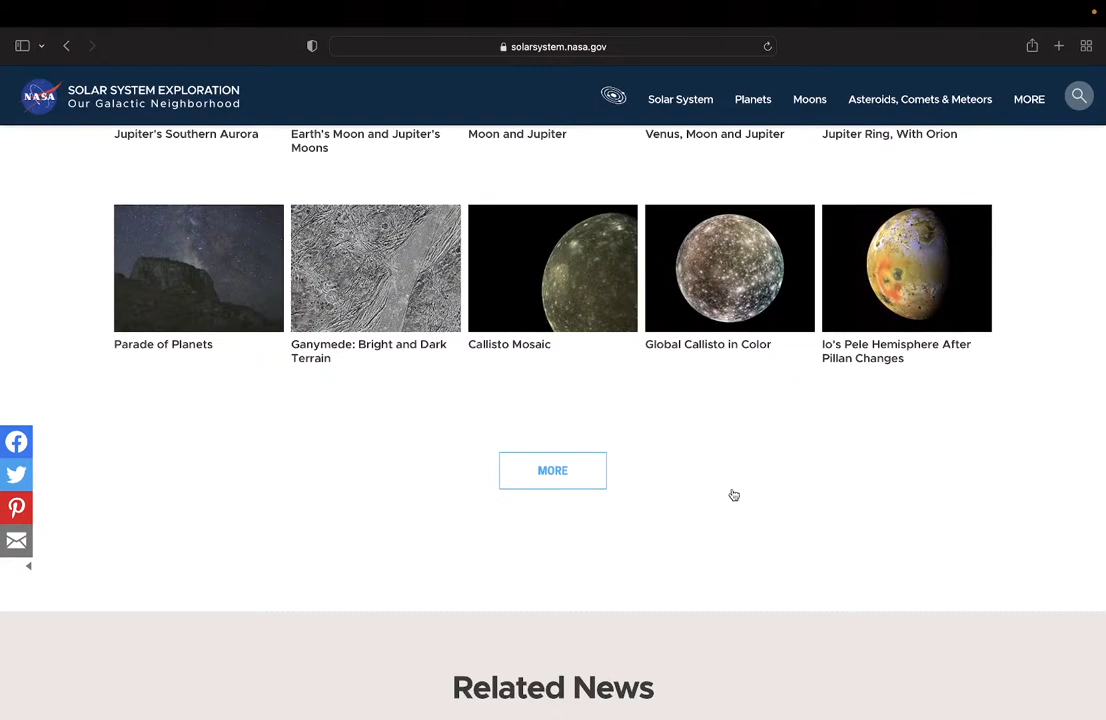 solarsystem.nasa.gov
NASA
SOLAR SYSTEM EXPLORATION
Our Galactic Neighborhood
Solar System
Planets
Moons
Asteroids, Comets & Meteors
MORE
Jupiter's Southern Aurora
Earth's Moon and Jupiter's
Moons
Moon and Jupiter
Venus, Moon and Jupiter
Jupiter Ring, With Orion
Parade of Planets
Ganymede: Bright and Dark
Terrain
Callisto Mosaic
Global Callisto in Color
Io's Pele Hemisphere After
Pillan Changes
MORE
Related News